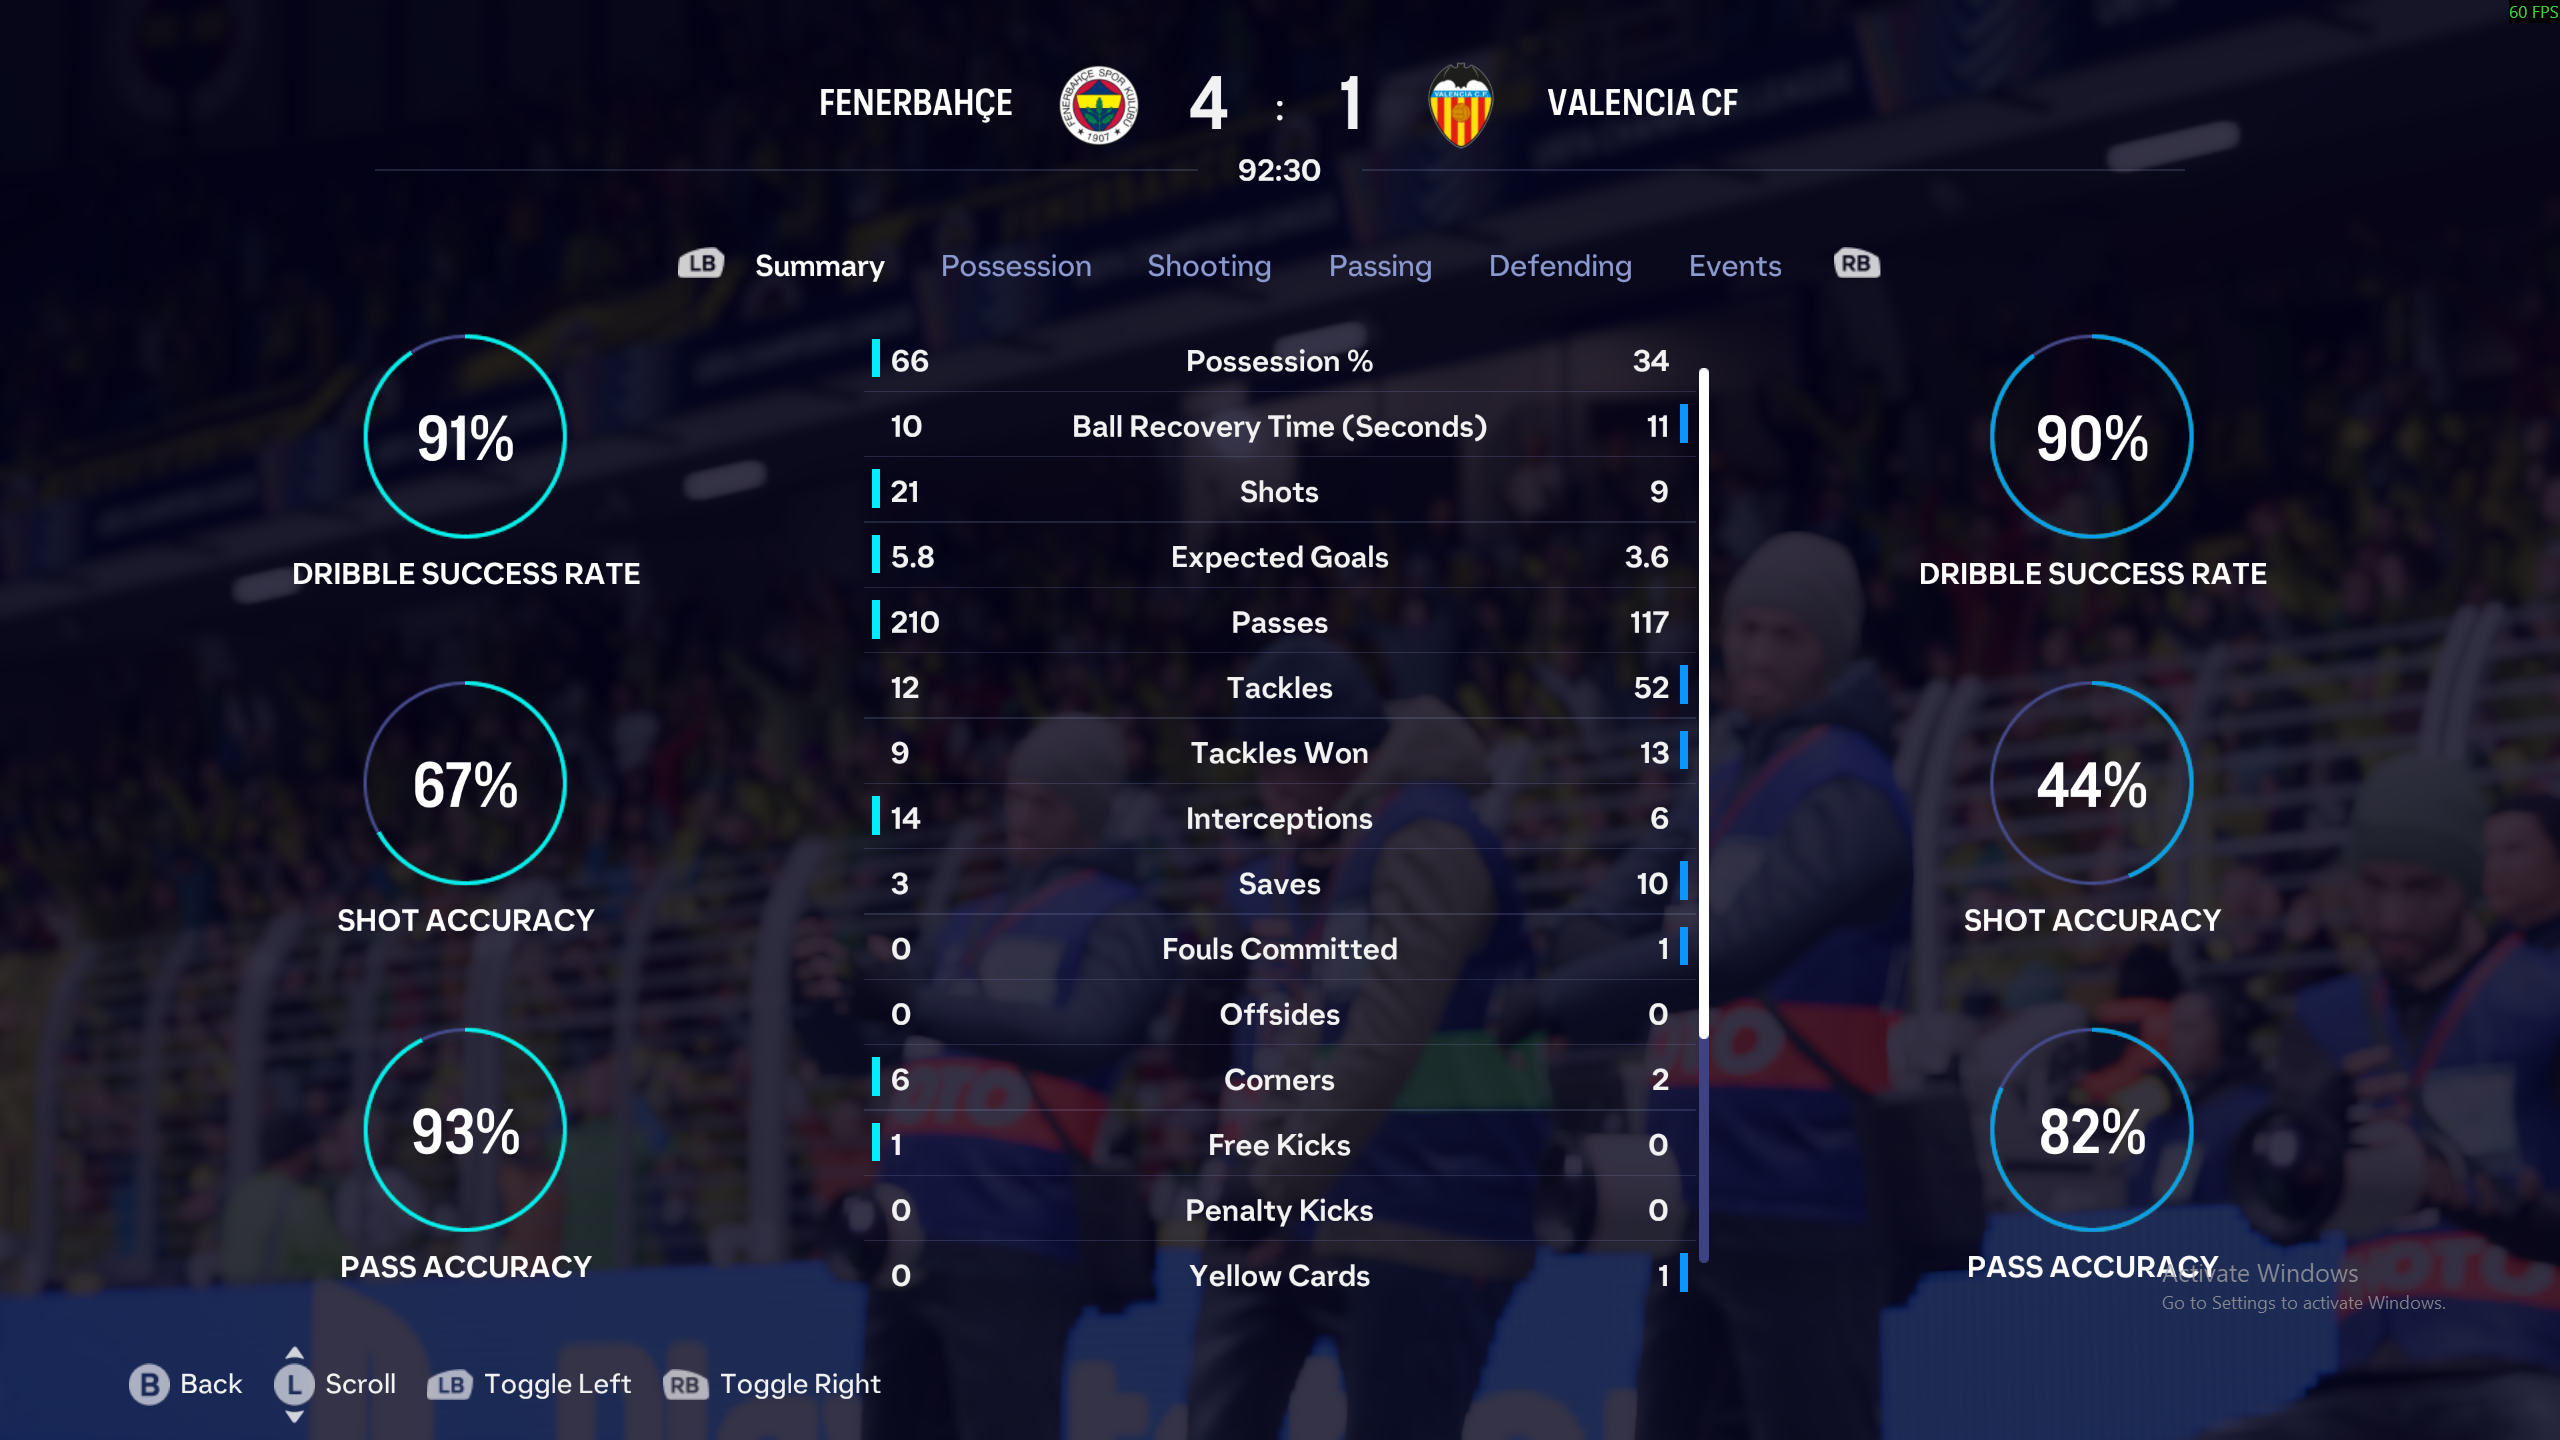 60 FPS
FENERBAHÇE 4 : 1 VALENCIA CF
FENERBAHÇE SPOR KULÜBÜ
1907
VALENCIA C.F
92:30
LB Summary Possession Shooting Passing Defending Events RB
66 Possession % 34
10 Ball Recovery Time (Seconds) 11
21 Shots 9
5.8 Expected Goals 3.6
210 Passes 117
12 Tackles 52
9 Tackles Won 13
14 Interceptions 6
3 Saves 10
0 Fouls Committed 1
0 Offsides 0
6 Corners 2
1 Free Kicks 0
0 Penalty Kicks 0
0 Yellow Cards 1
91%
DRIBBLE SUCCESS RATE
67%
SHOT ACCURACY
93%
PASS ACCURACY
90%
DRIBBLE SUCCESS RATE
44%
SHOT ACCURACY
82%
PASS ACCURACY
Activate Windows
Go to Settings to activate Windows.
B Back L Scroll LB Toggle Left RB Toggle Right